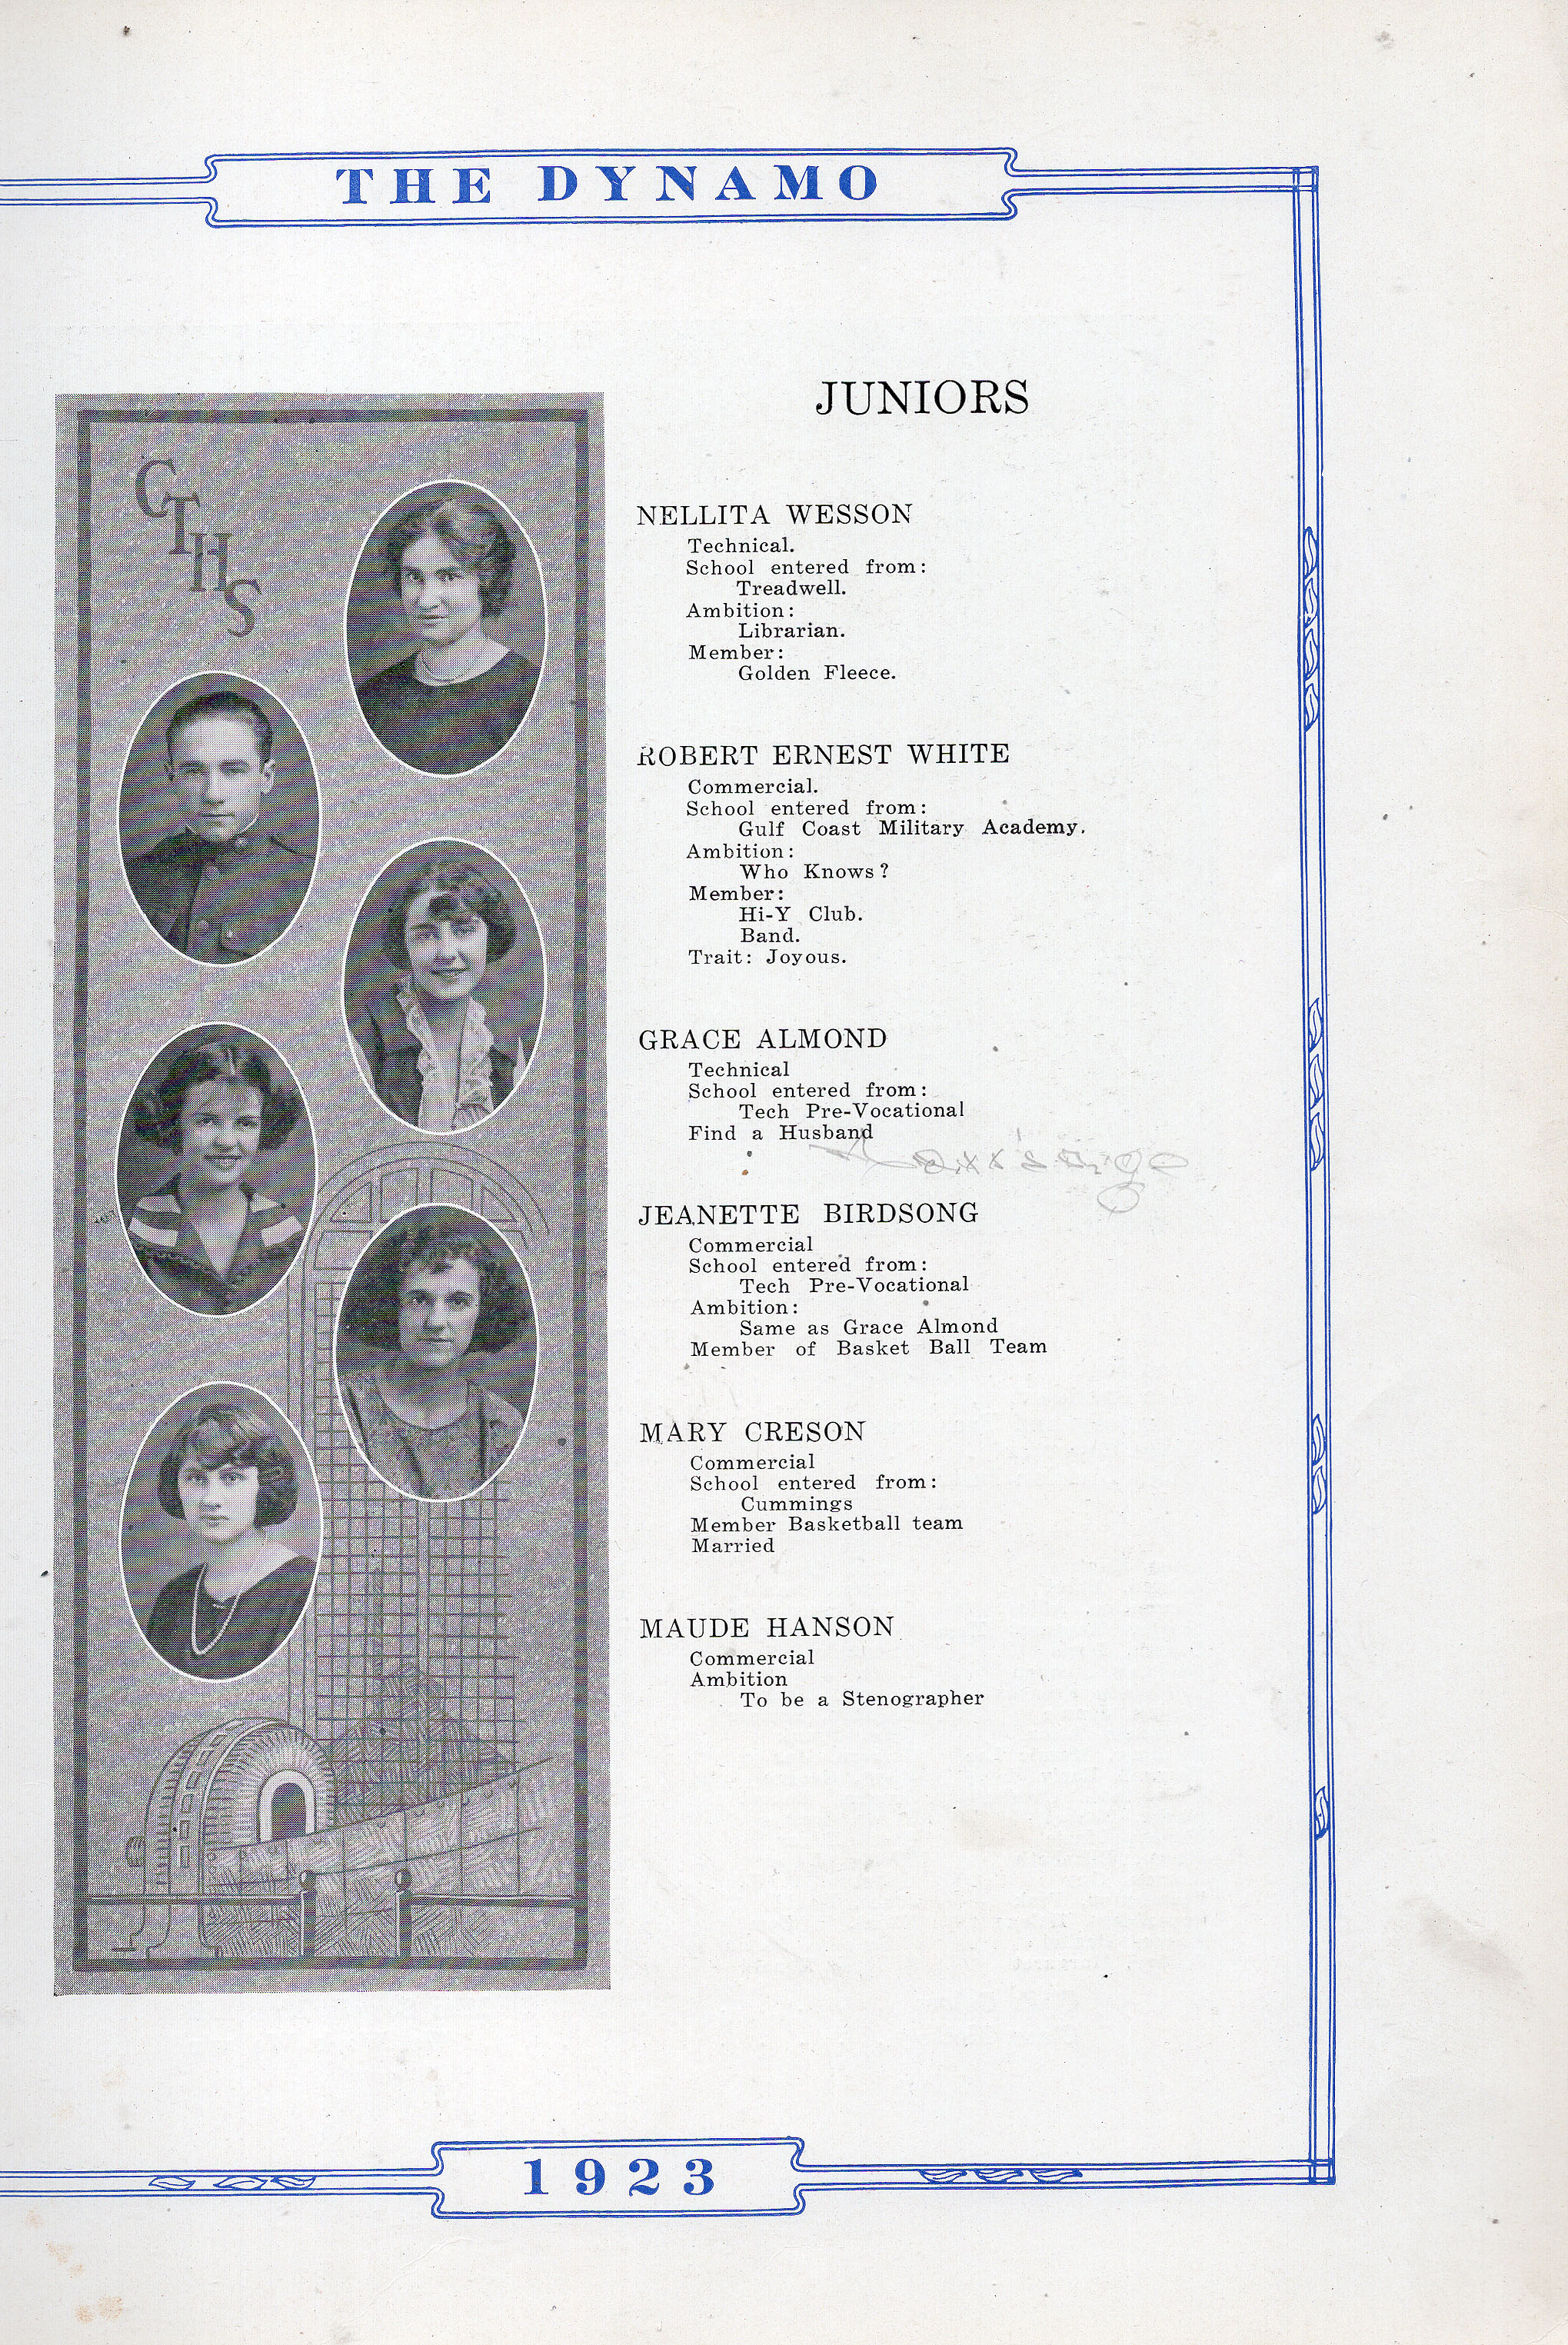 THE DYNAMO
JUNIORS
CTHS
NELLITA WESSON
Technical.
School entered from:
Treadwell.
Ambition:
Librarian.
Member:
Golden Fleece.
ROBERT ERNEST WHITE
Commercial.
School entered from:
Gulf Coast Military Academy.
Ambition:
Who Knows?
Member:
Hi-Y Club.
Band.
Trait: Joyous.
GRACE ALMOND
Technical
School entered from:
Tech Pre-Vocational
Find a Husband
JEANETTE BIRDSONG
Commercial
School entered from:
Tech Pre-Vocational
Ambition:
Same as Grace Almond
Member of Basket Ball Team
MARY CRESON
Commercial
School entered from:
Cummings
Member Basketball team
Married
MAUDE HANSON
Commercial
Ambition
To be a Stenographer
1923